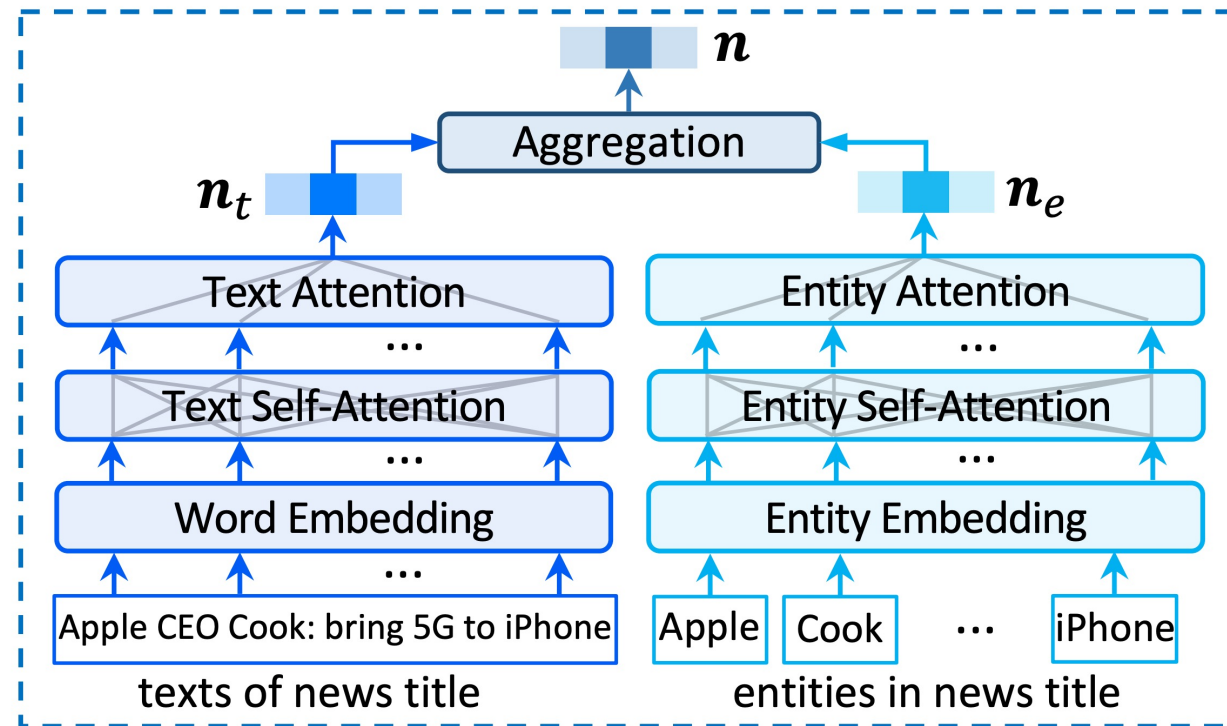 n
Aggregation
n_t
n_e
Text Attention
Entity Attention
...
...
Text Self-Attention
Entity Self-Attention
...
...
Word Embedding
Entity Embedding
...
Apple CEO Cook: bring 5G to iPhone
Apple
Cook
...
iPhone
texts of news title
entities in news title